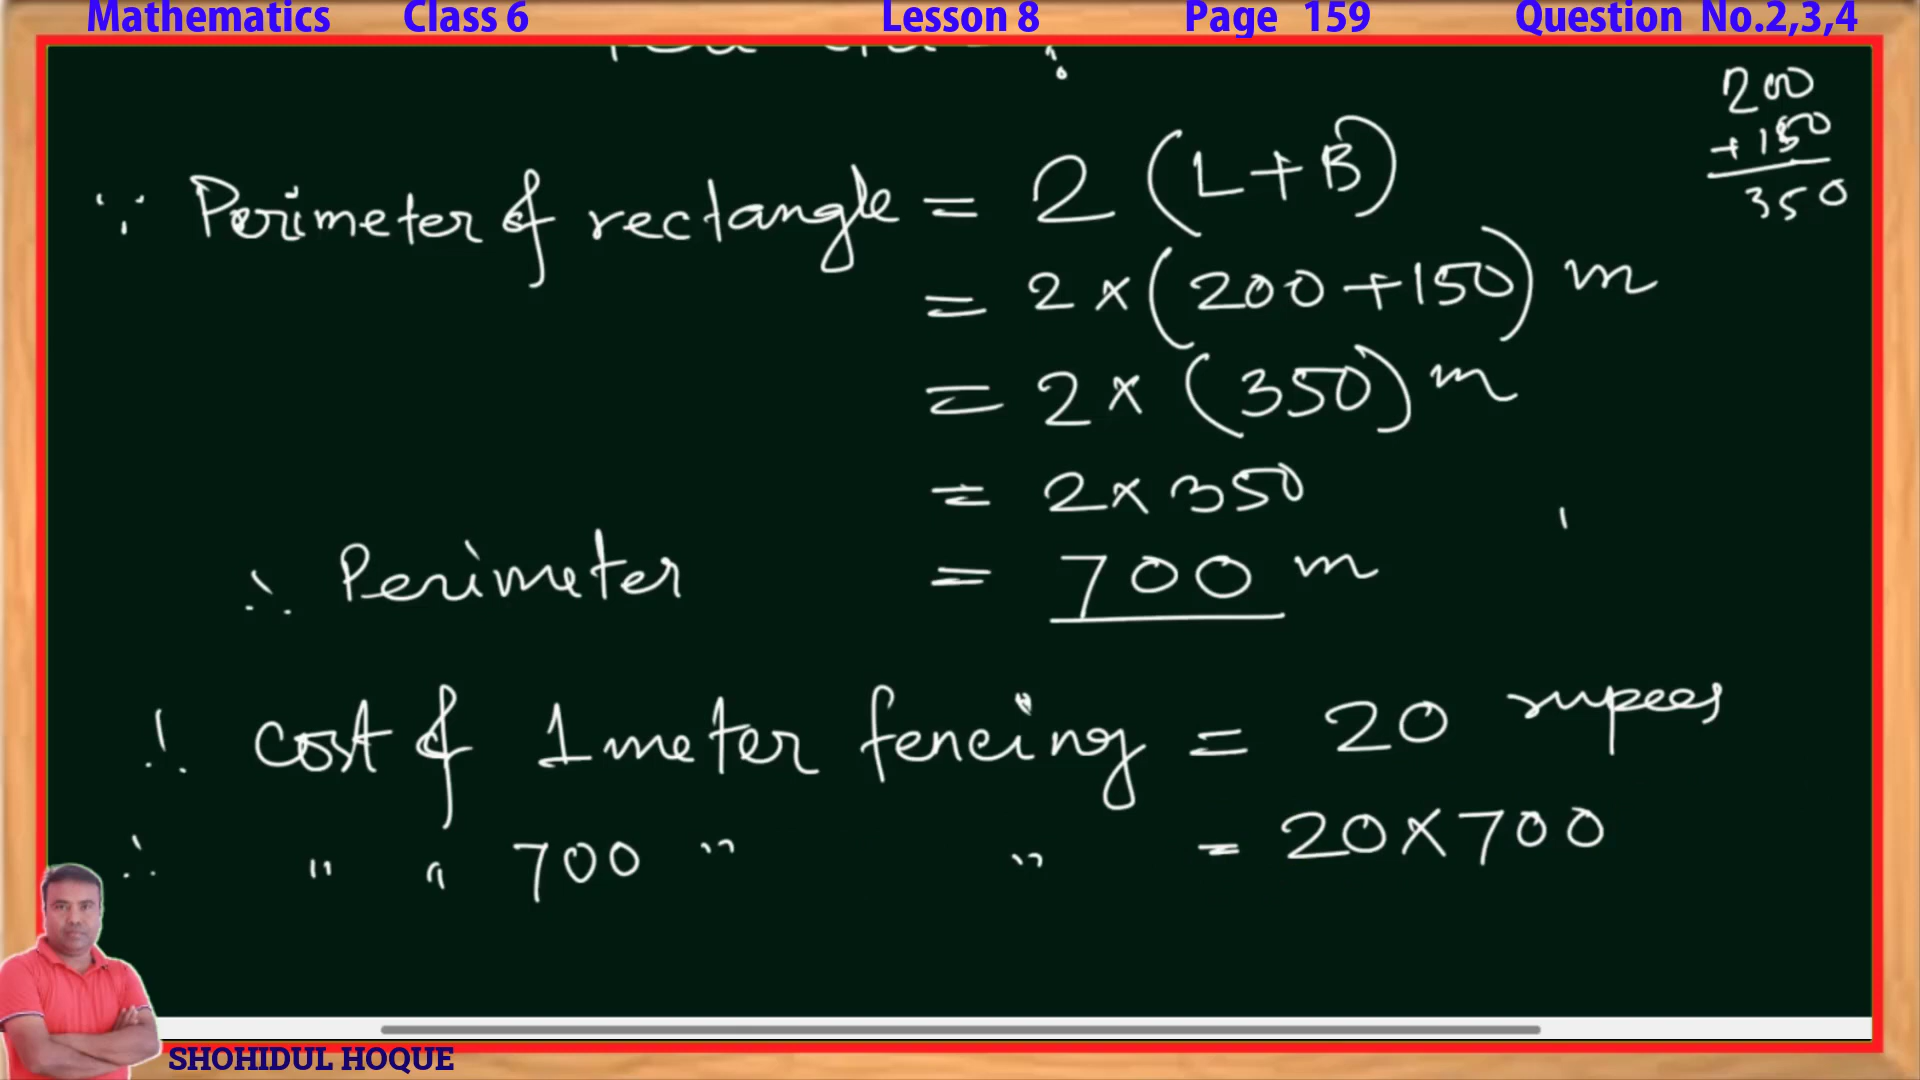 Mathematics Class 6 Lesson 8 Page 159 Question No.2,3,4
200
+150
350
∵ Perimeter of rectangle = 2 (L+B)
= 2 × (200+150) m
= 2 × (350) m
= 2×350
∴ Perimeter = 700 m
∴ cost of 1 meter fencing = 20 rupees
∴ " " 700 " " = 20×700
SHOHIDUL HOQUE